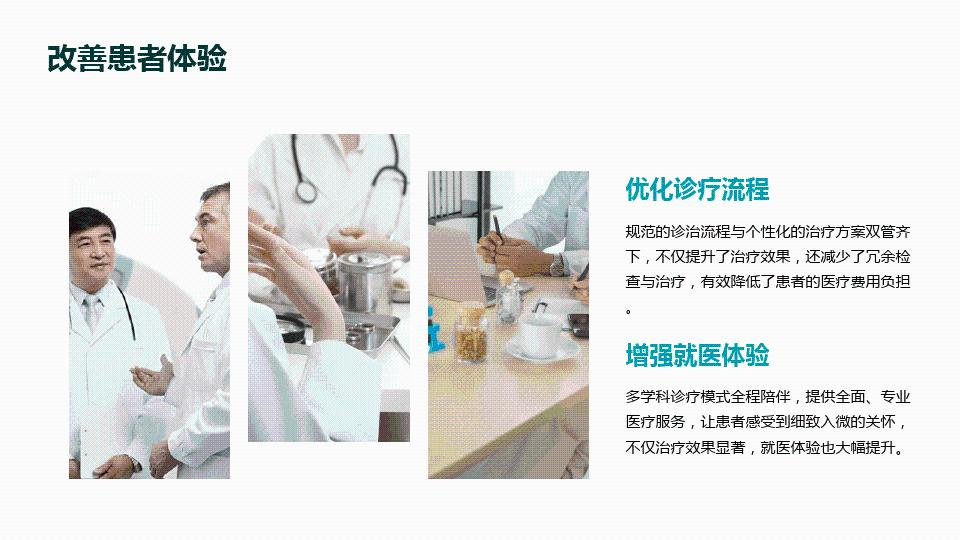 改善患者体验
优化诊疗流程
规范的诊治流程与个性化的治疗方案双管齐
下，不仅提升了治疗效果，还减少了冗余检
查与治疗，有效降低了患者的医疗费用负担
。
增强就医体验
多学科诊疗模式全程陪伴，提供全面、专业
医疗服务，让患者感受到细致入微的关怀，
不仅治疗效果显著，就医体验也大幅提升。